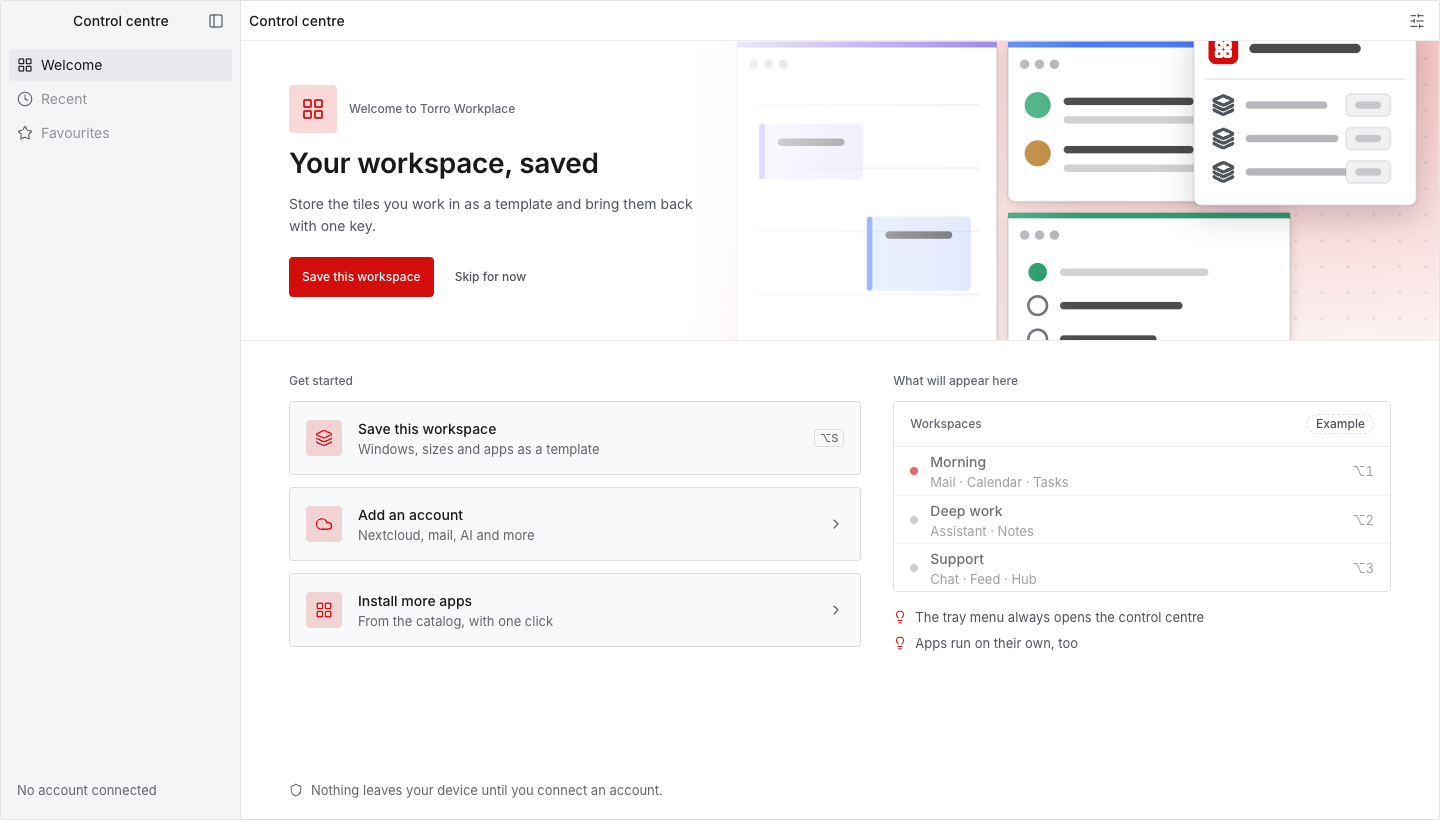 Control centre
Welcome
Recent
Favourites
No account connected
Control centre
Welcome to Torro Workplace
Your workspace, saved
Store the tiles you work in as a template and bring them back
with one key.
Save this workspace
Skip for now
Get started
Save this workspace
Windows, sizes and apps as a template
⌥S
Add an account
Nextcloud, mail, AI and more
Install more apps
From the catalog, with one click
What will appear here
Workspaces
Example
Morning
Mail · Calendar · Tasks
⌥1
Deep work
Assistant · Notes
⌥2
Support
Chat · Feed · Hub
⌥3
The tray menu always opens the control centre
Apps run on their own, too
Nothing leaves your device until you connect an account.